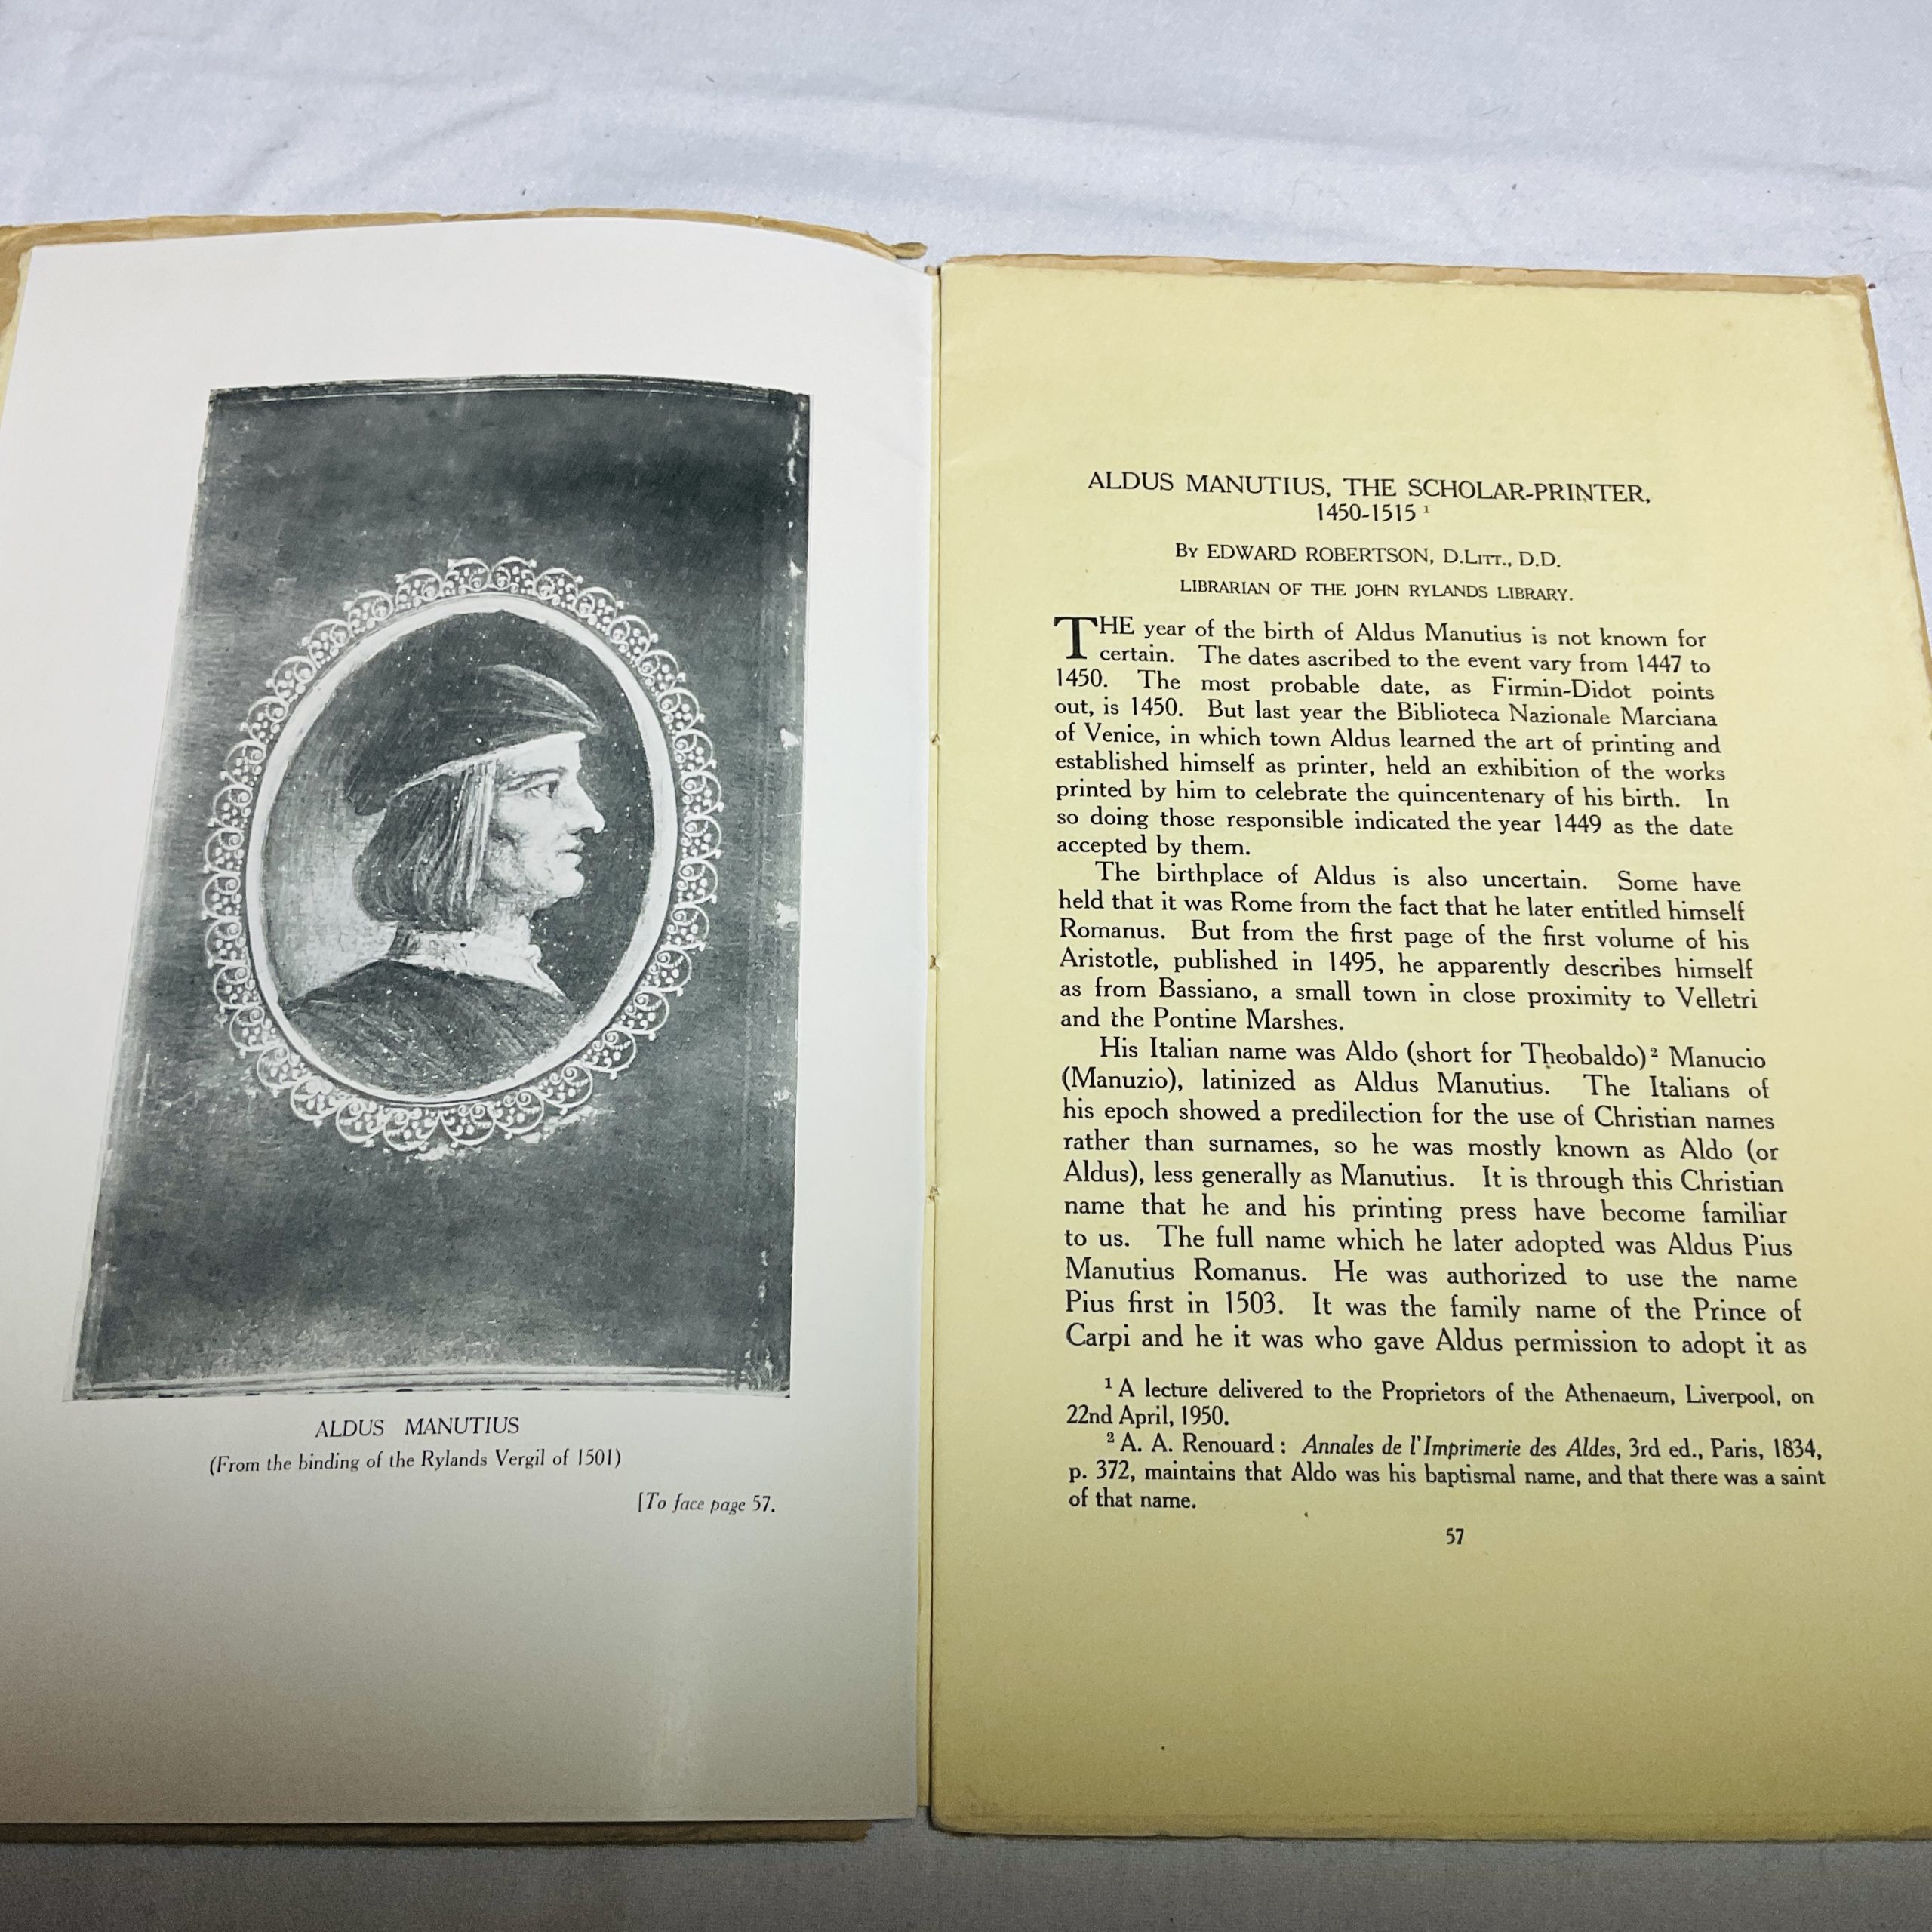 ALDUS MANUTIUS
(From the binding of the Rylands Vergil of 1501)
[To face page 57.
ALDUS MANUTIUS, THE SCHOLAR-PRINTER,
1450-1515 ¹
By EDWARD ROBERTSON, D.Litt., D.D.
LIBRARIAN OF THE JOHN RYLANDS LIBRARY.
THE year of the birth of Aldus Manutius is not known for
certain. The dates ascribed to the event vary from 1447 to
1450. The most probable date, as Firmin-Didot points
out, is 1450. But last year the Biblioteca Nazionale Marciana
of Venice, in which town Aldus learned the art of printing and
established himself as printer, held an exhibition of the works
printed by him to celebrate the quincentenary of his birth. In
so doing those responsible indicated the year 1449 as the date
accepted by them.
The birthplace of Aldus is also uncertain. Some have
held that it was Rome from the fact that he later entitled himself
Romanus. But from the first page of the first volume of his
Aristotle, published in 1495, he apparently describes himself
as from Bassiano, a small town in close proximity to Velletri
and the Pontine Marshes.
His Italian name was Aldo (short for Theobaldo)² Manucio
(Manuzio), latinized as Aldus Manutius. The Italians of
his epoch showed a predilection for the use of Christian names
rather than surnames, so he was mostly known as Aldo (or
Aldus), less generally as Manutius. It is through this Christian
name that he and his printing press have become familiar
to us. The full name which he later adopted was Aldus Pius
Manutius Romanus. He was authorized to use the name
Pius first in 1503. It was the family name of the Prince of
Carpi and he it was who gave Aldus permission to adopt it as
¹ A lecture delivered to the Proprietors of the Athenaeum, Liverpool, on
22nd April, 1950.
² A. A. Renouard : Annales de l'Imprimerie des Aldes, 3rd ed., Paris, 1834,
p. 372, maintains that Aldo was his baptismal name, and that there was a saint
of that name.
57